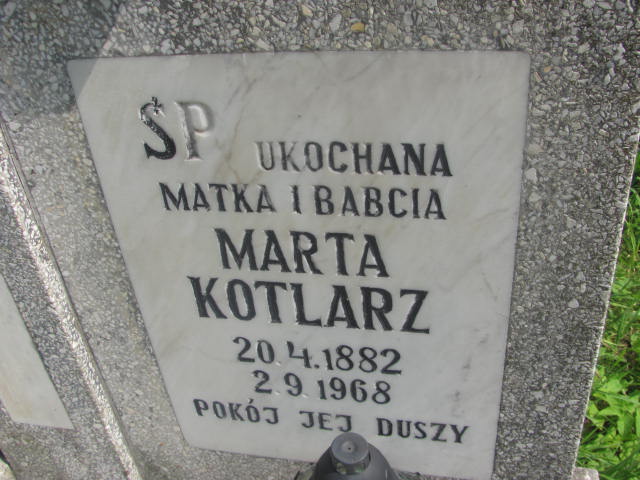 ŚP UKOCHANA
MATKA I BABCIA
MARTA
KOTLARZ
20.4.1882
2.9.1968
POKÓJ JEJ DUSZY